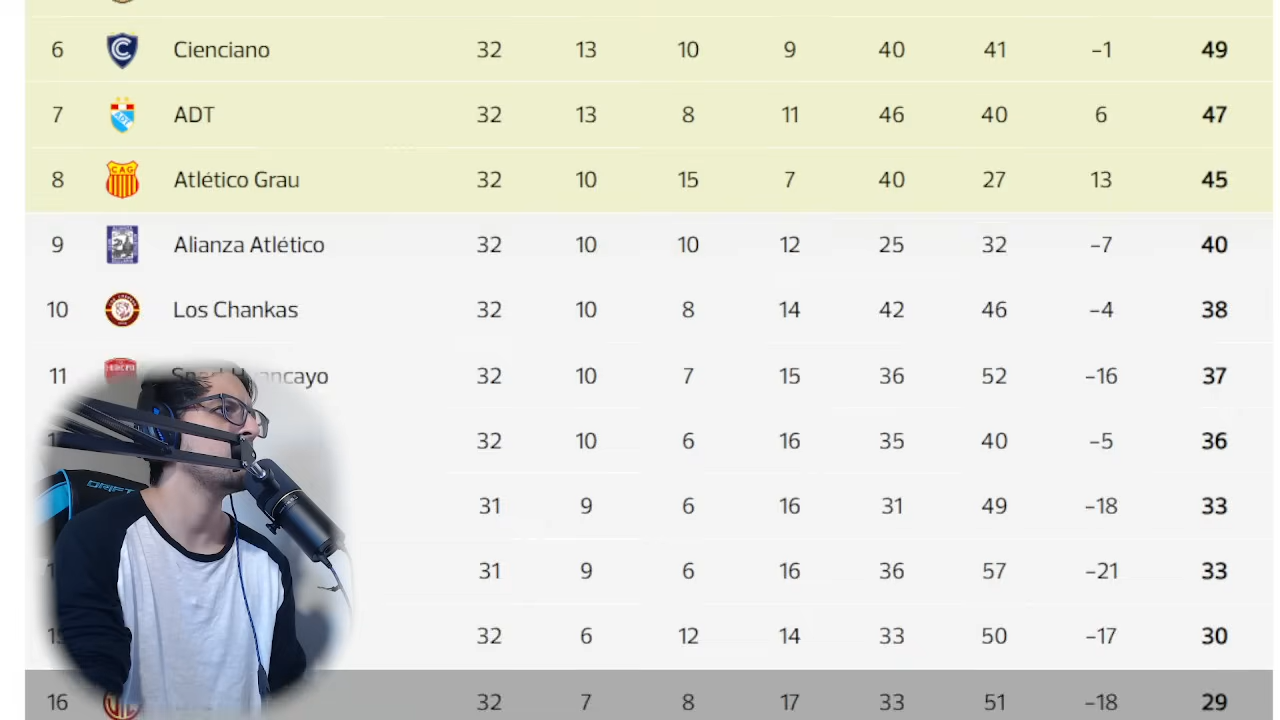 6 Cienciano 32 13 10 9 40 41 -1 49
7 ADT 32 13 8 11 46 40 6 47
8 CAG Atlético Grau 32 10 15 7 40 27 13 45
9 Alianza Atlético 32 10 10 12 25 32 -7 40
10 Los Chankas 32 10 8 14 42 46 -4 38
11 Huancayo 32 10 7 15 36 52 -16 37
32 10 6 16 35 40 -5 36
31 9 6 16 31 49 -18 33
DRIFT
31 9 6 16 36 57 -21 33
32 6 12 14 33 50 -17 30
16 32 7 8 17 33 51 -18 29